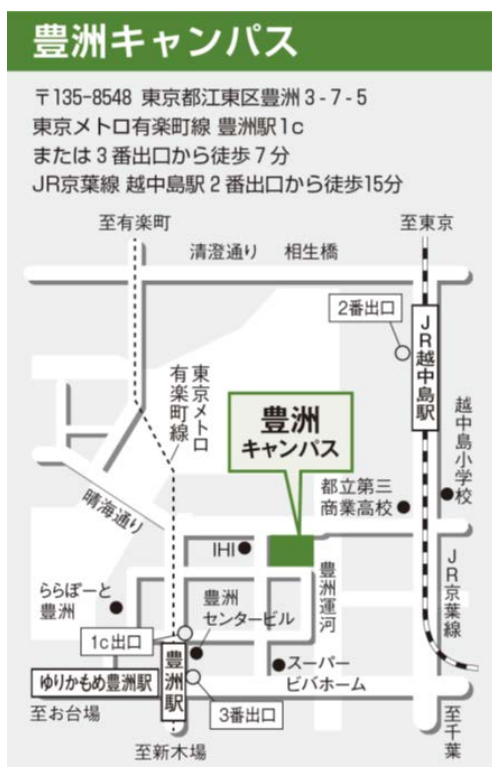 豊洲キャンパス
〒135-8548 東京都江東区豊洲3-7-5
東京メトロ有楽町線 豊洲駅1c
または3番出口から徒歩7分
JR京葉線 越中島駅2番出口から徒歩15分
至有楽町
至東京
清澄通り
相生橋
2番出口
JR越中島駅
東京メトロ
有楽町線
豊洲
キャンパス
越中島小学校
都立第三
商業高校
晴海通り
IHI
豊洲運河
JR京葉線
ららぽーと
豊洲
豊洲
センタービル
1c出口
豊洲駅
スーパー
ビバホーム
ゆりかもめ豊洲駅
至お台場
3番出口
至千葉
至新木場